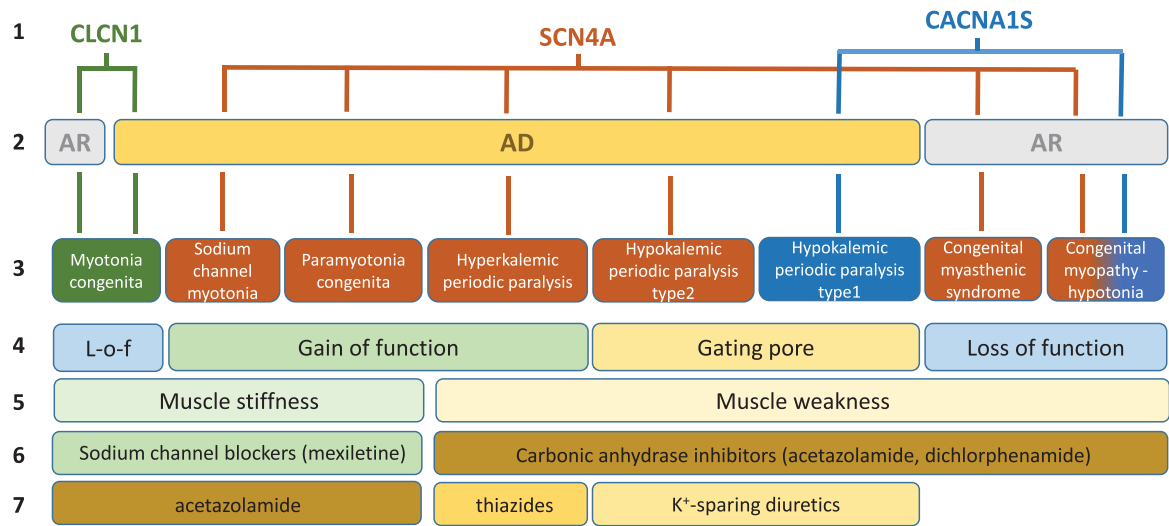 1
CLCN1
SCN4A
CACNA1S
2
AR
AD
AR
3
Myotonia
congenita
Sodium
channel
myotonia
Paramyotonia
congenita
Hyperkalemic
periodic paralysis
Hypokalemic
periodic paralysis
type2
Hypokalemic
periodic paralysis
type1
Congenital
myasthenic
syndrome
Congenital
myopathy -
hypotonia
4
L-o-f
Gain of function
Gating pore
Loss of function
5
Muscle stiffness
Muscle weakness
6
Sodium channel blockers (mexiletine)
Carbonic anhydrase inhibitors (acetazolamide, dichlorphenamide)
7
acetazolamide
thiazides
K⁺-sparing diuretics